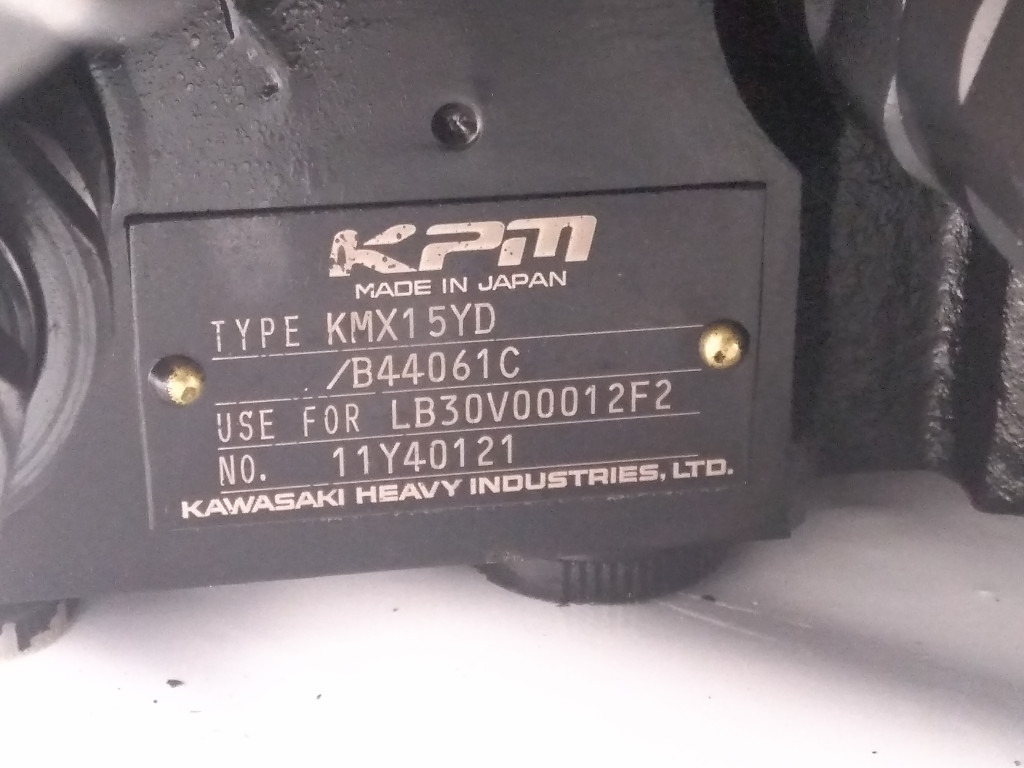 KPM
MADE IN JAPAN
TYPE KMX15YD
/B44061C
USE FOR LB30V00012F2
NO. 11Y40121
KAWASAKI HEAVY INDUSTRIES, LTD.